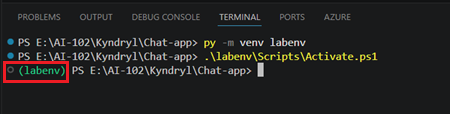 PROBLEMS OUTPUT DEBUG CONSOLE TERMINAL PORTS AZURE
PS E:\AI-102\Kyndryl\Chat-app> py -m venv labenv
PS E:\AI-102\Kyndryl\Chat-app> .\labenv\Scripts\Activate.ps1
(labenv) PS E:\AI-102\Kyndryl\Chat-app>